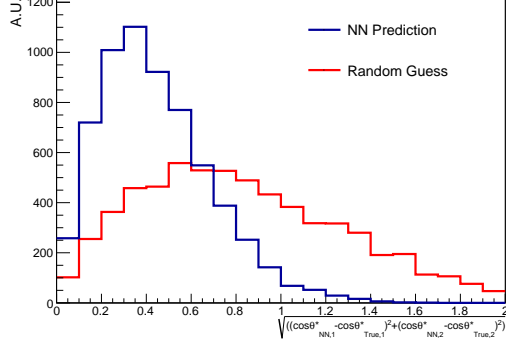 A.U.
1200
1000
800
600
400
200
0
NN Prediction
Random Guess
0 0.2 0.4 0.6 0.8 1 1.2 1.4 1.6 1.8 2
√((cosθ*NN,1 -cosθ*True,1)²+(cosθ*NN,2 -cosθ*True,2)²)